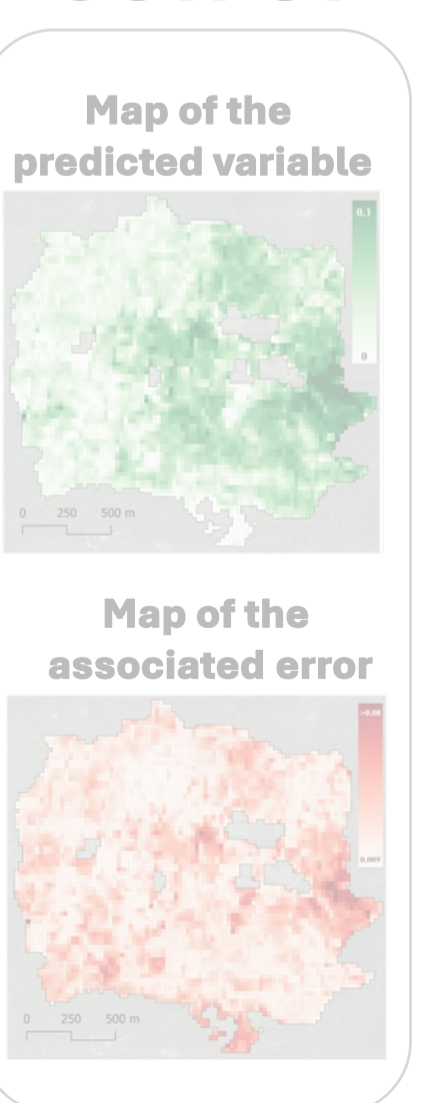 Map of the
predicted variable
0,1
0
0 250 500 m
Map of the
associated error
0,009
0 250 500 m